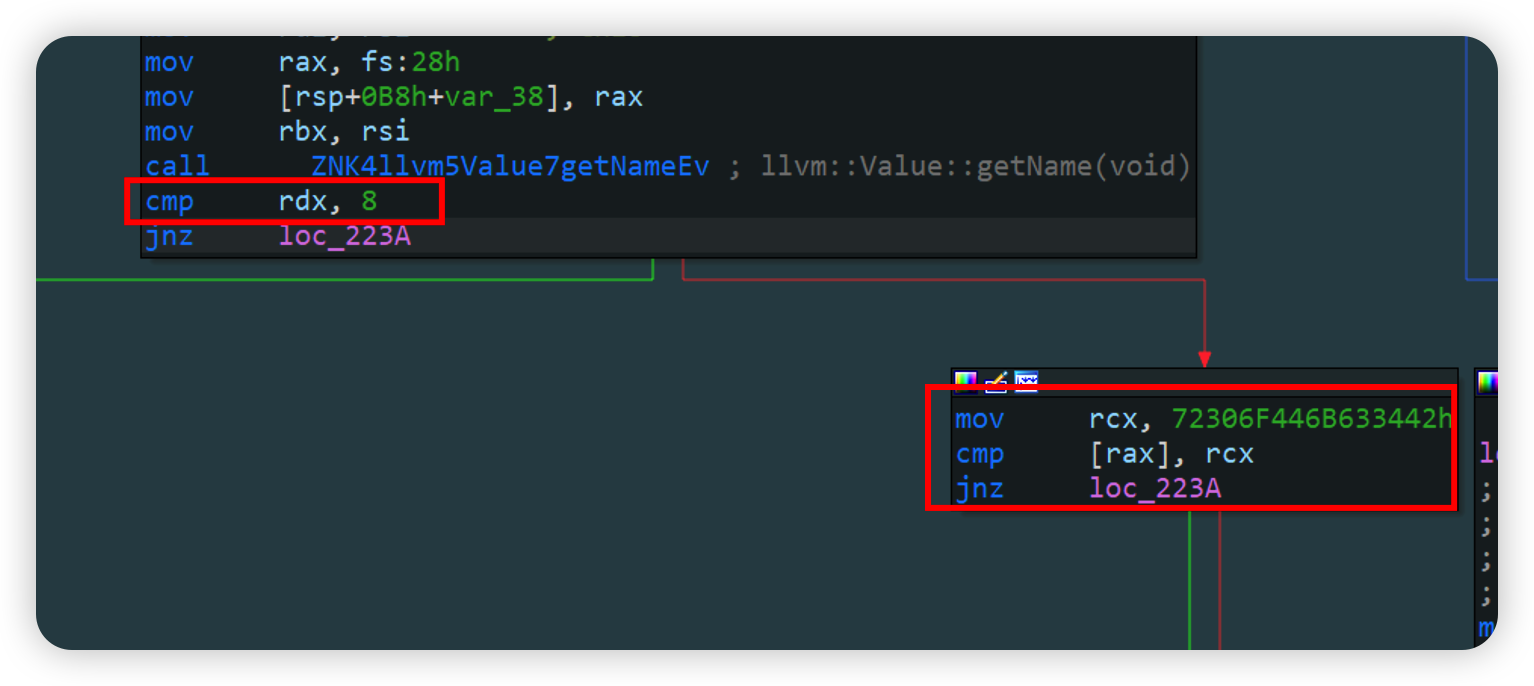 mov rax, fs:28h
mov [rsp+0B8h+var_38], rax
mov rbx, rsi
call ZNK4llvm5Value7getNameEv ; llvm::Value::getName(void)
cmp rdx, 8
jnz loc_223A
mov rcx, 72306F446B633442h
cmp [rax], rcx
jnz loc_223A
;
;
;
;